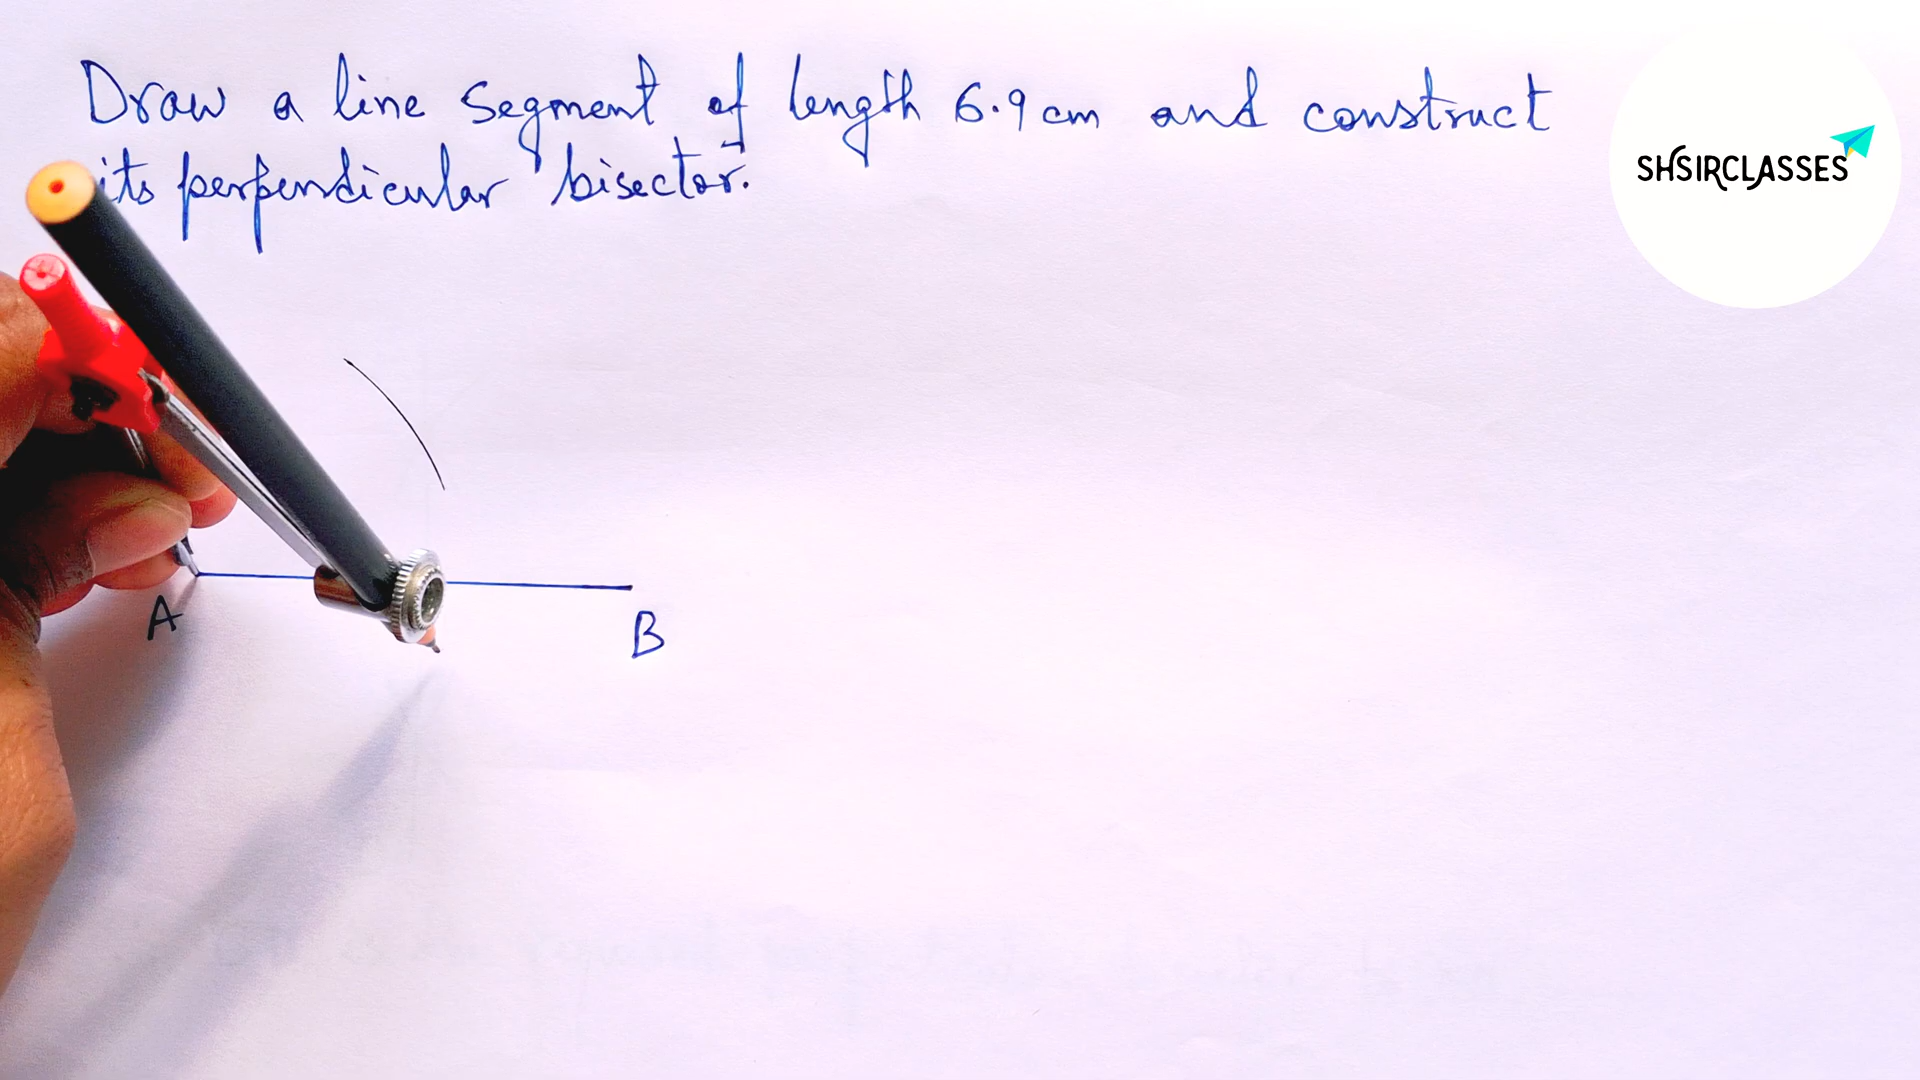 Draw a line segment of length 6.9 cm and construct
its perpendicular bisector.
SHSIRCLASSES
A
B